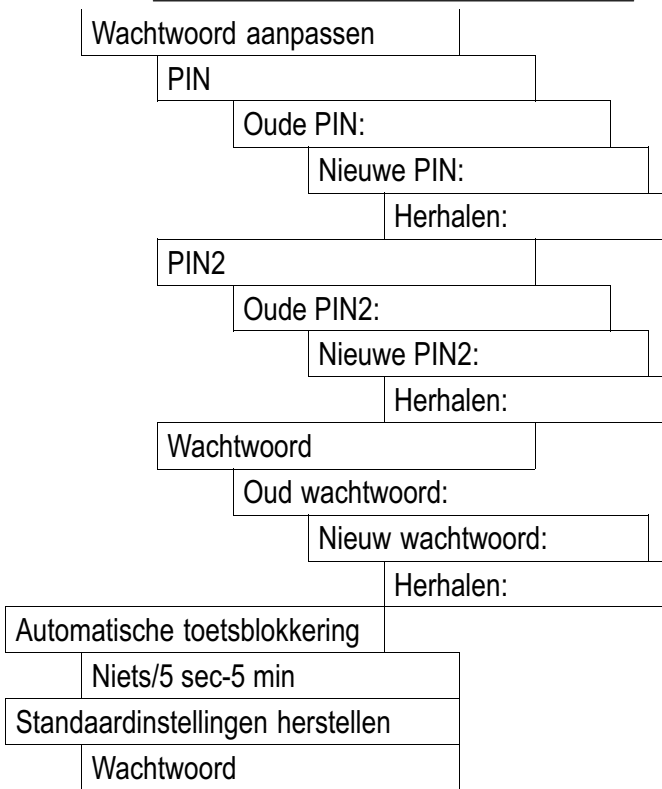 Wachtwoord aanpassen
PIN
Oude PIN:
Nieuwe PIN:
Herhalen:
PIN2
Oude PIN2:
Nieuwe PIN2:
Herhalen:
Wachtwoord
Oud wachtwoord:
Nieuw wachtwoord:
Herhalen:
Automatische toetsblokkering
Niets/5 sec-5 min
Standaardinstellingen herstellen
Wachtwoord